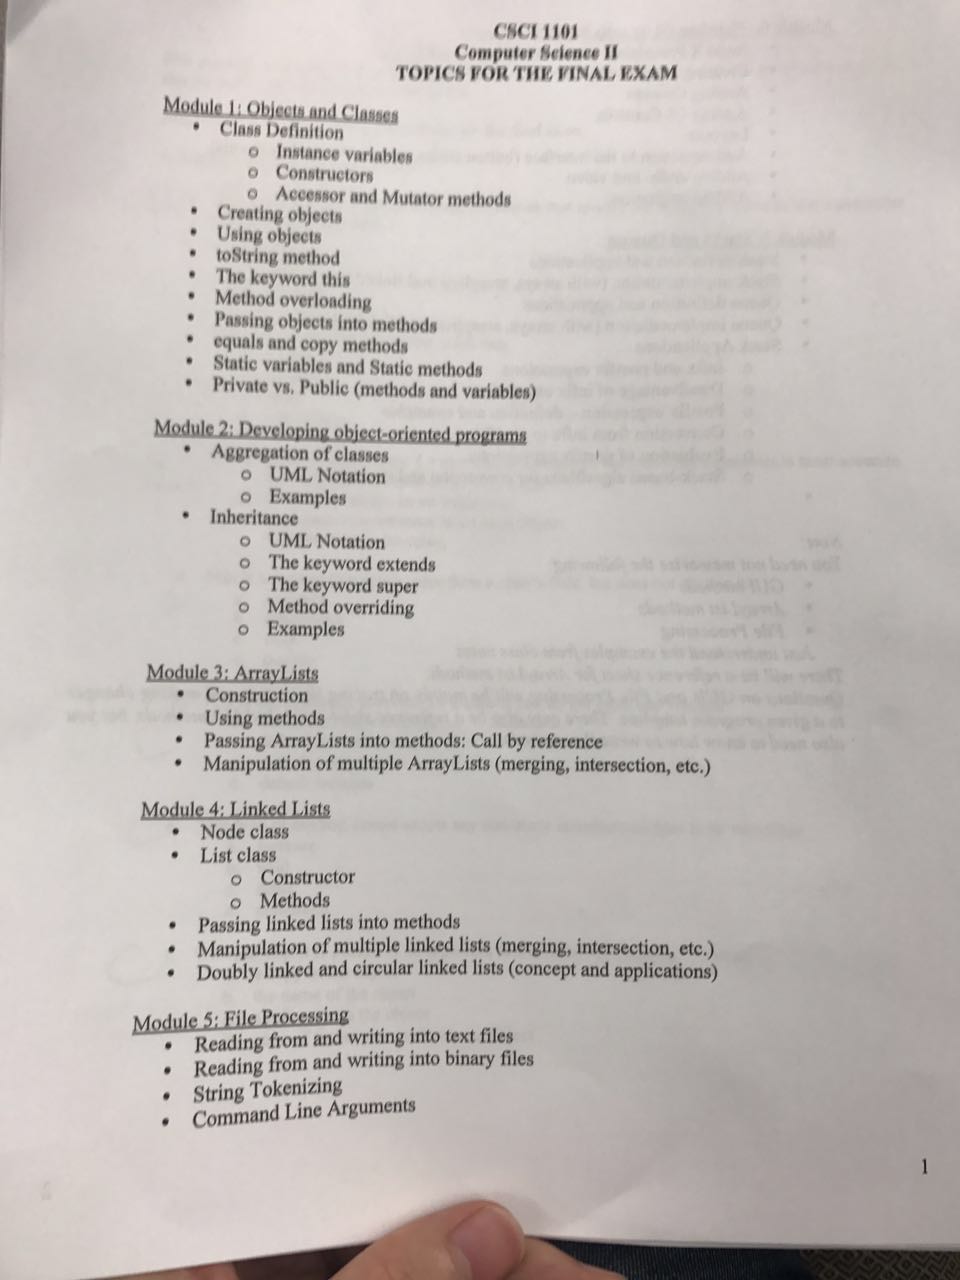 CSCI 1101
Computer Science II
TOPICS FOR THE FINAL EXAM
Module 1: Objects and Classes
• Class Definition
o Instance variables
o Constructors
o Accessor and Mutator methods
• Creating objects
• Using objects
• toString method
• The keyword this
• Method overloading
• Passing objects into methods
• equals and copy methods
• Static variables and Static methods
• Private vs. Public (methods and variables)
Module 2: Developing object-oriented programs
• Aggregation of classes
o UML Notation
o Examples
• Inheritance
o UML Notation
o The keyword extends
o The keyword super
o Method overriding
o Examples
Module 3: ArrayLists
• Construction
• Using methods
• Passing ArrayLists into methods: Call by reference
• Manipulation of multiple ArrayLists (merging, intersection, etc.)
Module 4: Linked Lists
• Node class
• List class
o Constructor
o Methods
• Passing linked lists into methods
• Manipulation of multiple linked lists (merging, intersection, etc.)
• Doubly linked and circular linked lists (concept and applications)
Module 5: File Processing
• Reading from and writing into text files
• Reading from and writing into binary files
• String Tokenizing
• Command Line Arguments
1